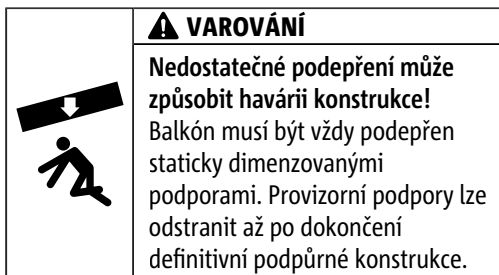 ⚠ VAROVÁNÍ
Nedostatečné podepření může
způsobit havárii konstrukce!
Balkón musí být vždy podepřen
staticky dimenzovanými
podporami. Provizorní podpory lze
odstranit až po dokončení
definitivní podpůrné konstrukce.